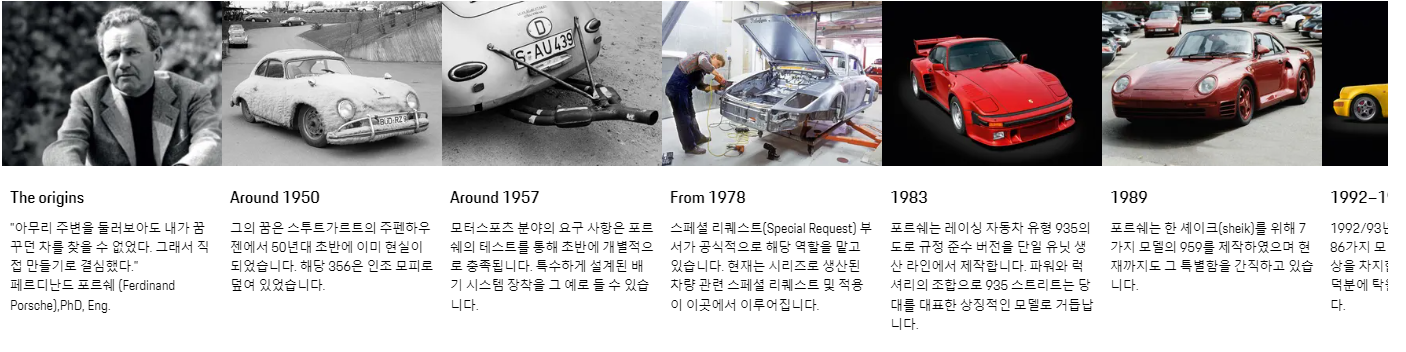 The origins
"아무리 주변을 둘러보아도 내가 꿈
꾸던 차를 찾을 수 없었다. 그래서 직
접 만들기로 결심했다."
페르디난드 포르쉐 (Ferdinand
Porsche),PhD, Eng.
Around 1950
그의 꿈은 스투트가르트의 주펜하우
젠에서 50년대 초반에 이미 현실이
되었습니다. 해당 356은 인조 모피로
덮여 있었습니다.
S-AU 439
D
Around 1957
모터스포츠 분야의 요구 사항은 포르
쉐의 테스트를 통해 초반에 개별적으
로 충족됩니다. 특수하게 설계된 배
기 시스템 장착을 그 예로 들 수 있습
니다.
From 1978
스페셜 리퀘스트(Special Request) 부
서가 공식적으로 해당 역할을 맡고
있습니다. 현재는 시리즈로 생산된
차량 관련 스페셜 리퀘스트 및 적용
이 이곳에서 이루어집니다.
1983
포르쉐는 레이싱 자동차 유형 935의
도로 규정 준수 버전을 단일 유닛 생
산 라인에서 제작합니다. 파워와 럭
셔리의 조합으로 935 스트리트는 당
대를 대표한 상징적인 모델로 거듭납
니다.
1989
포르쉐는 한 셰이크(sheik)를 위해 7
가지 모델의 959를 제작하였으며 현
재까지도 그 특별함을 간직하고 있습
니다.
1992–1
1992/93
86가지 모
상을 차지
덕분에 탁
다.